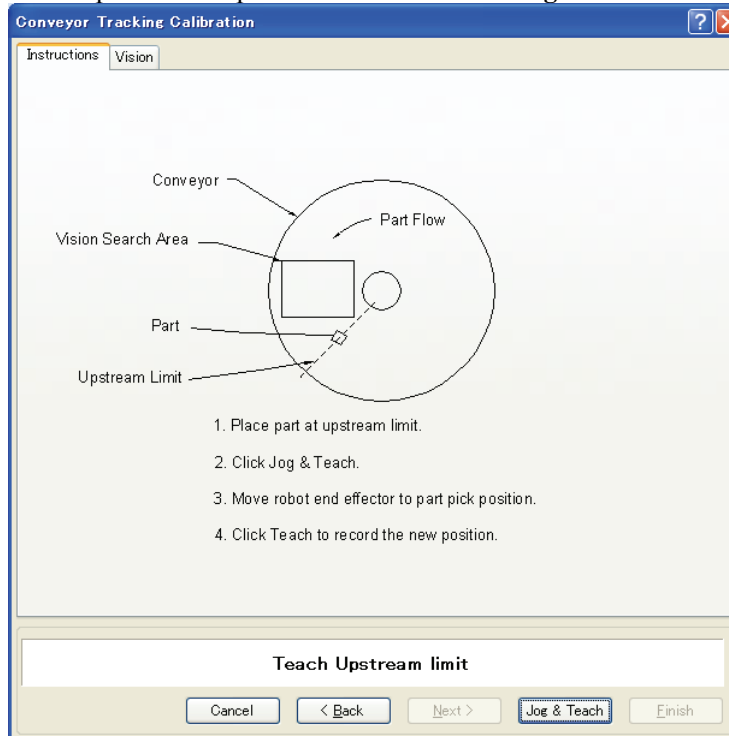 Conveyor Tracking Calibration
Instructions
Vision
Conveyor
Part Flow
Vision Search Area
Part
Upstream Limit
1. Place part at upstream limit.
2. Click Jog & Teach.
3. Move robot end effector to part pick position.
4. Click Teach to record the new position.
Teach Upstream limit
Cancel
< Back
Next >
Jog & Teach
Finish